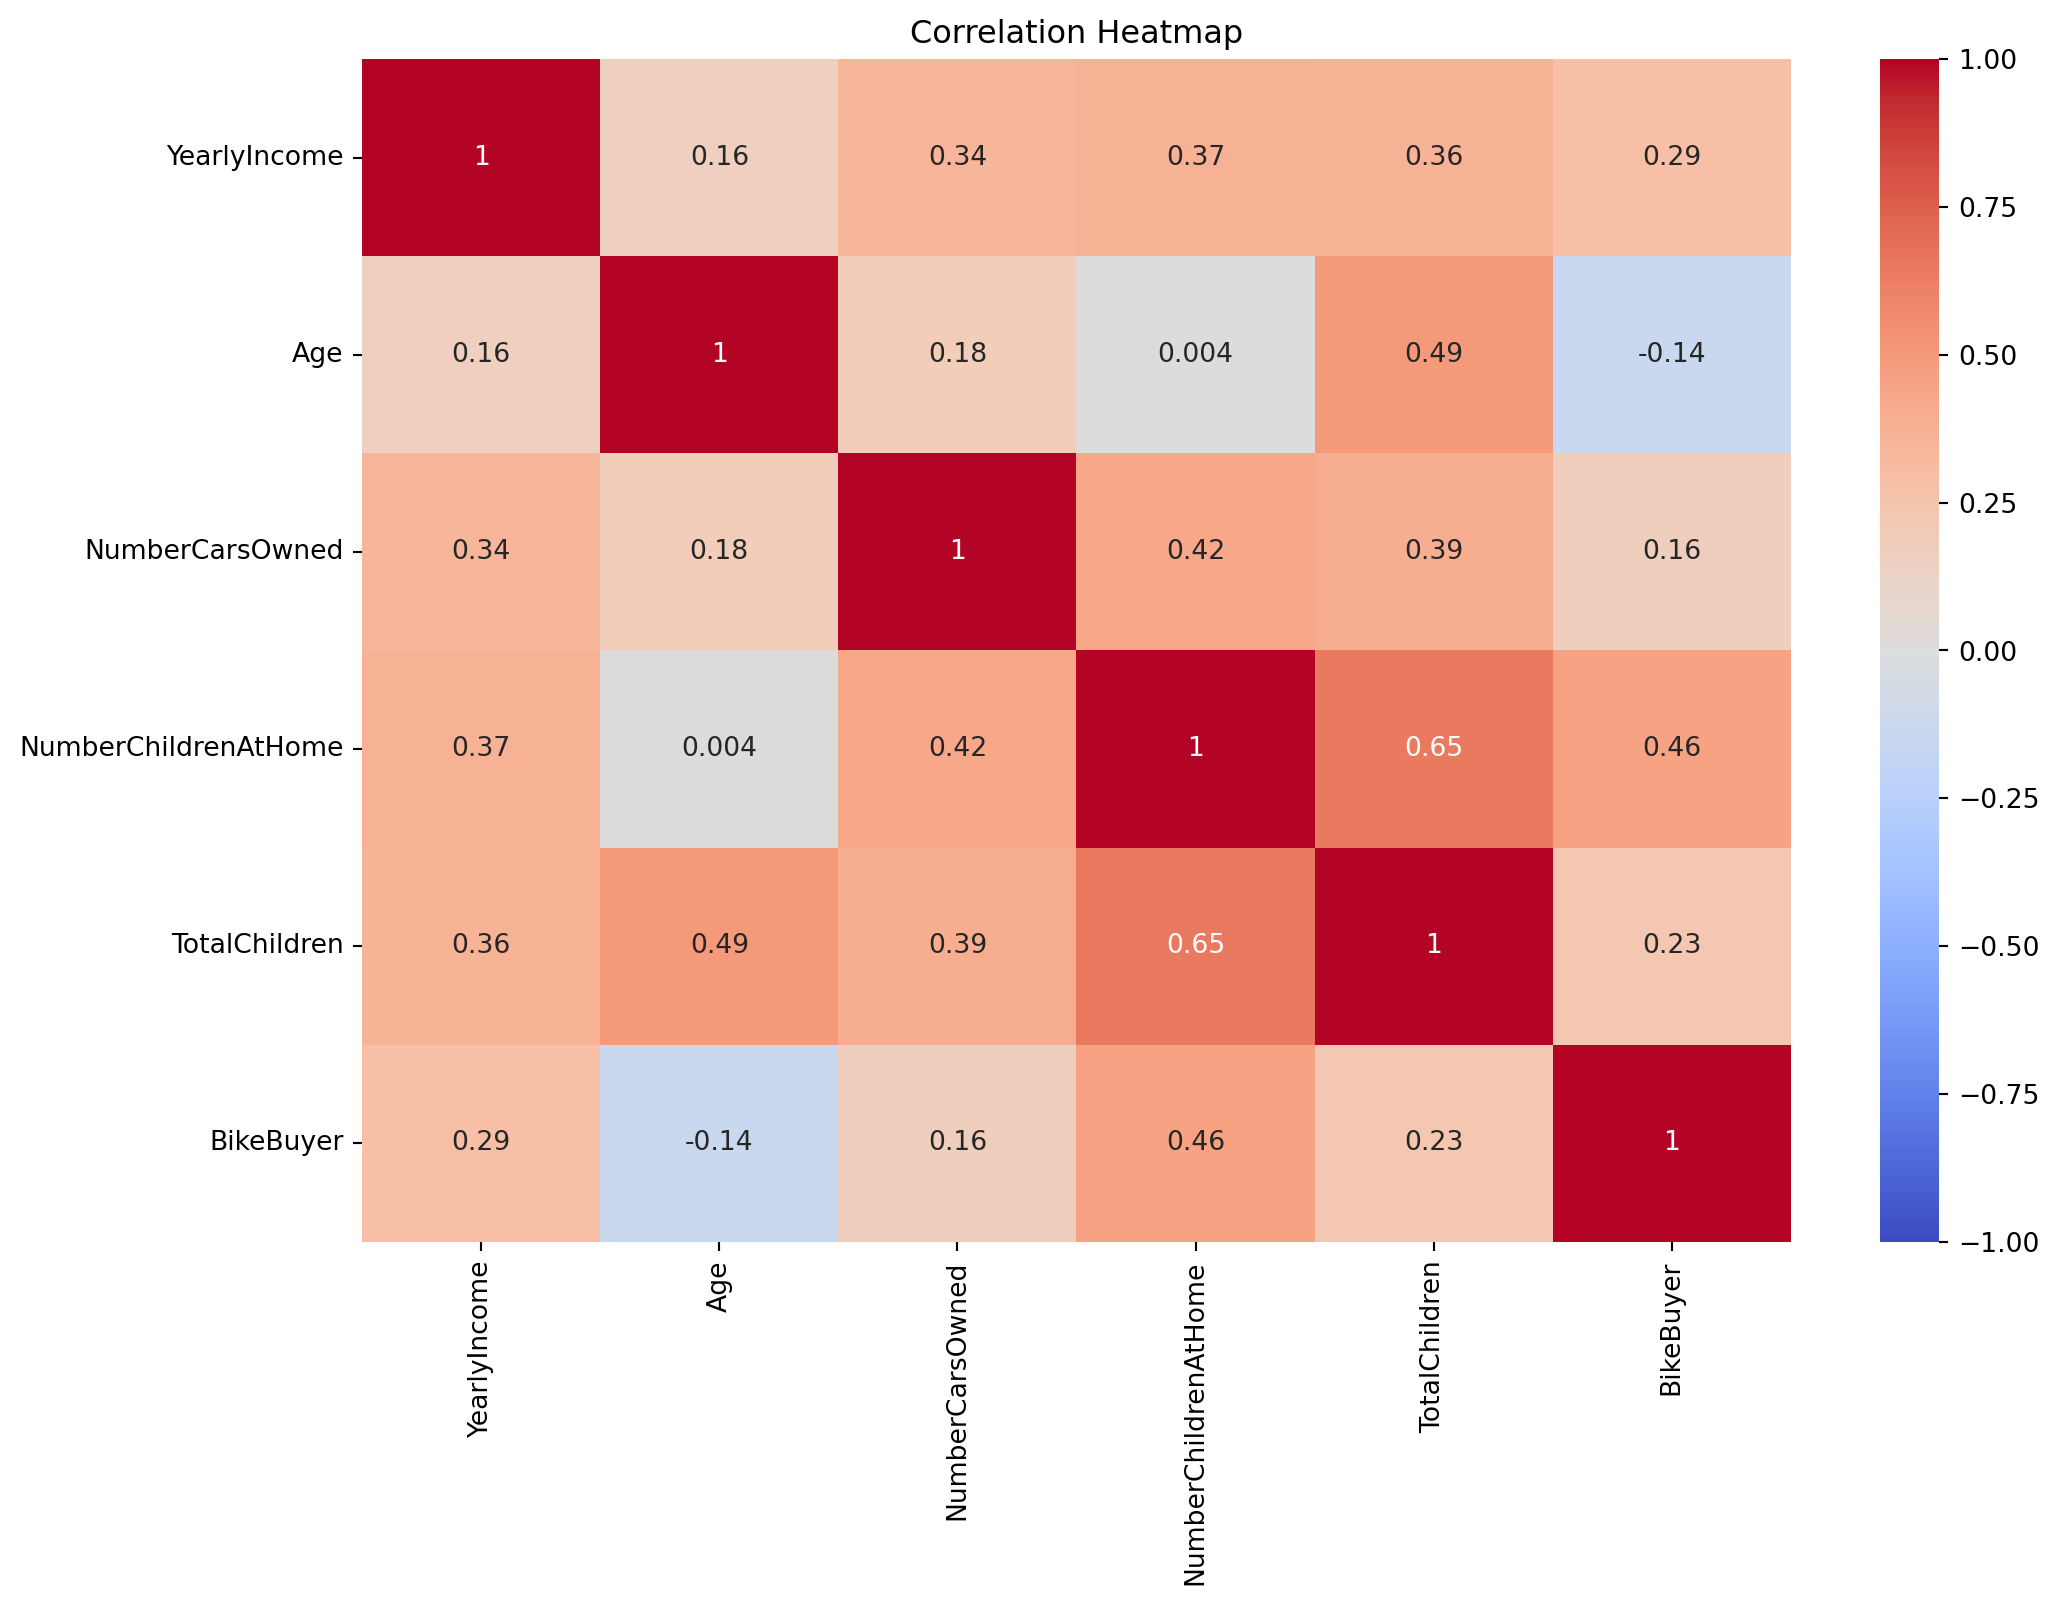 Correlation Heatmap
YearlyIncome 1 0.16 0.34 0.37 0.36 0.29
Age 0.16 1 0.18 0.004 0.49 -0.14
NumberCarsOwned 0.34 0.18 1 0.42 0.39 0.16
NumberChildrenAtHome 0.37 0.004 0.42 1 0.65 0.46
TotalChildren 0.36 0.49 0.39 0.65 1 0.23
BikeBuyer 0.29 -0.14 0.16 0.46 0.23 1
YearlyIncome
Age
NumberCarsOwned
NumberChildrenAtHome
TotalChildren
BikeBuyer
1.00
0.75
0.50
0.25
0.00
−0.25
−0.50
−0.75
−1.00